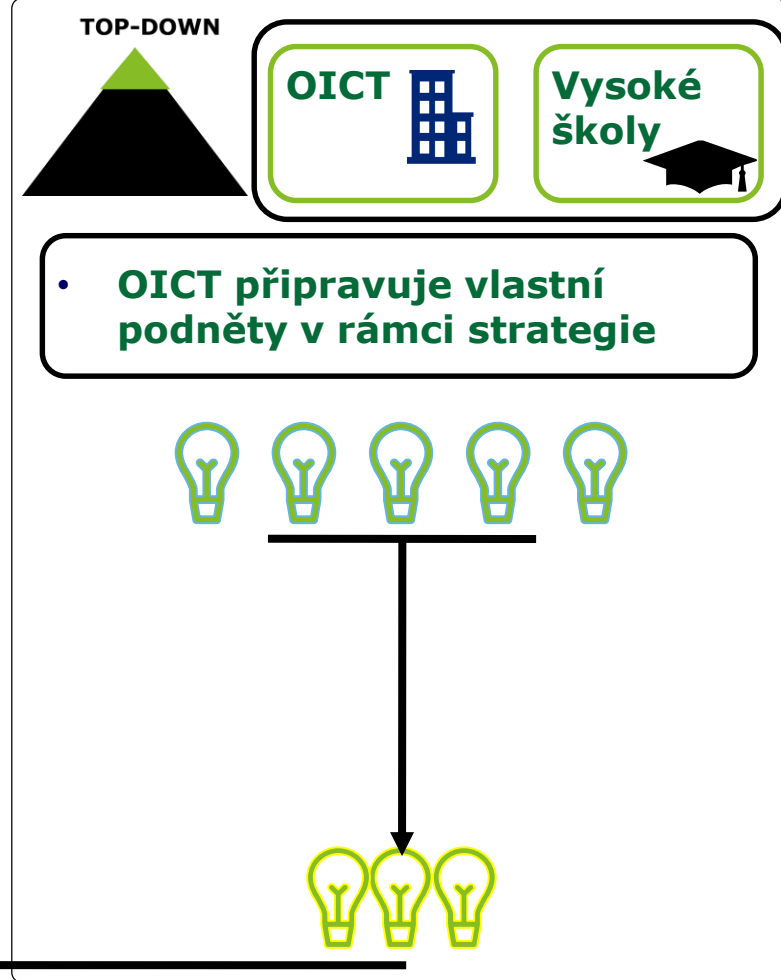 TOP-DOWN
OICT
Vysoké
školy
• OICT připravuje vlastní
podněty v rámci strategie